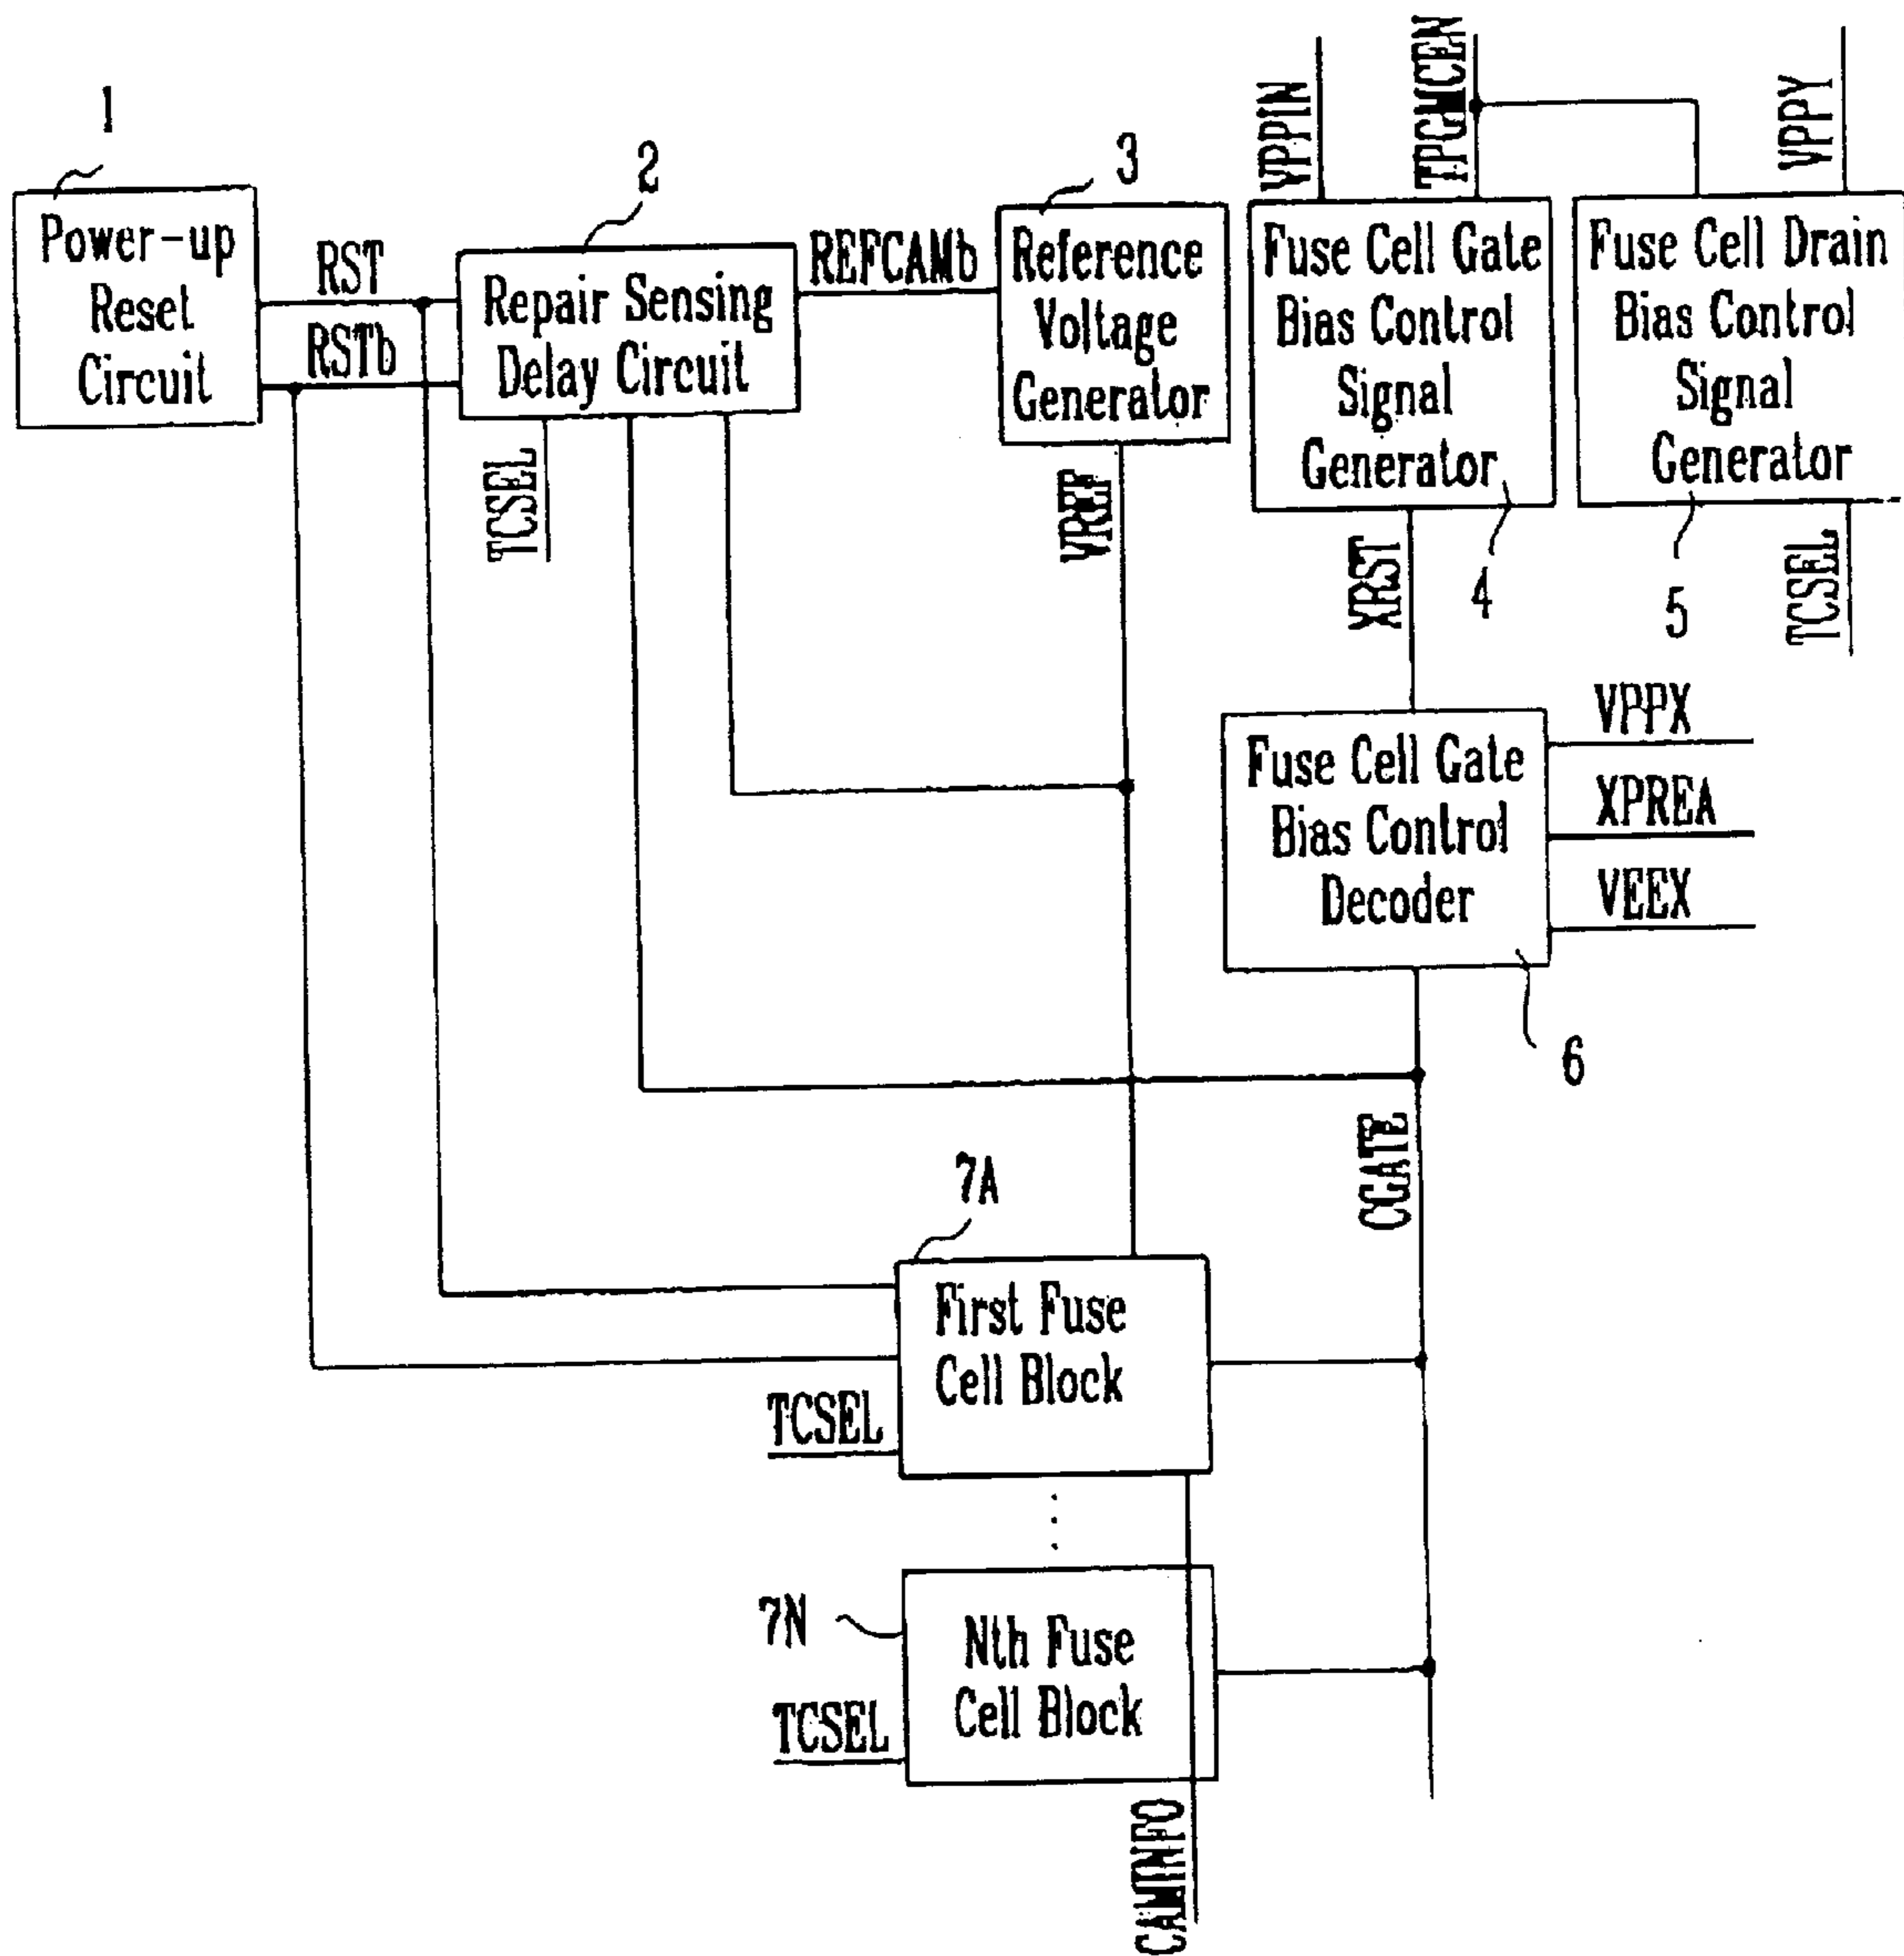 1
Power-up
Reset
Circuit
RST
RSTb
2
Repair Sensing
Delay Circuit
TCSEL
REFCAMb
3
Reference
Voltage
Generator
VREF
VPPIN
TPGMCEN
VPPY
Fuse Cell Gate
Bias Control
Signal
Generator
4
Fuse Cell Drain
Bias Control
Signal
Generator
5
XRST
TCSEL
Fuse Cell Gate
Bias Control
Decoder
6
VPPX
XPREA
VEEX
CGATE
7A
First Fuse
Cell Block
TCSEL
7N
Nth Fuse
Cell Block
TCSEL
CAMINFO